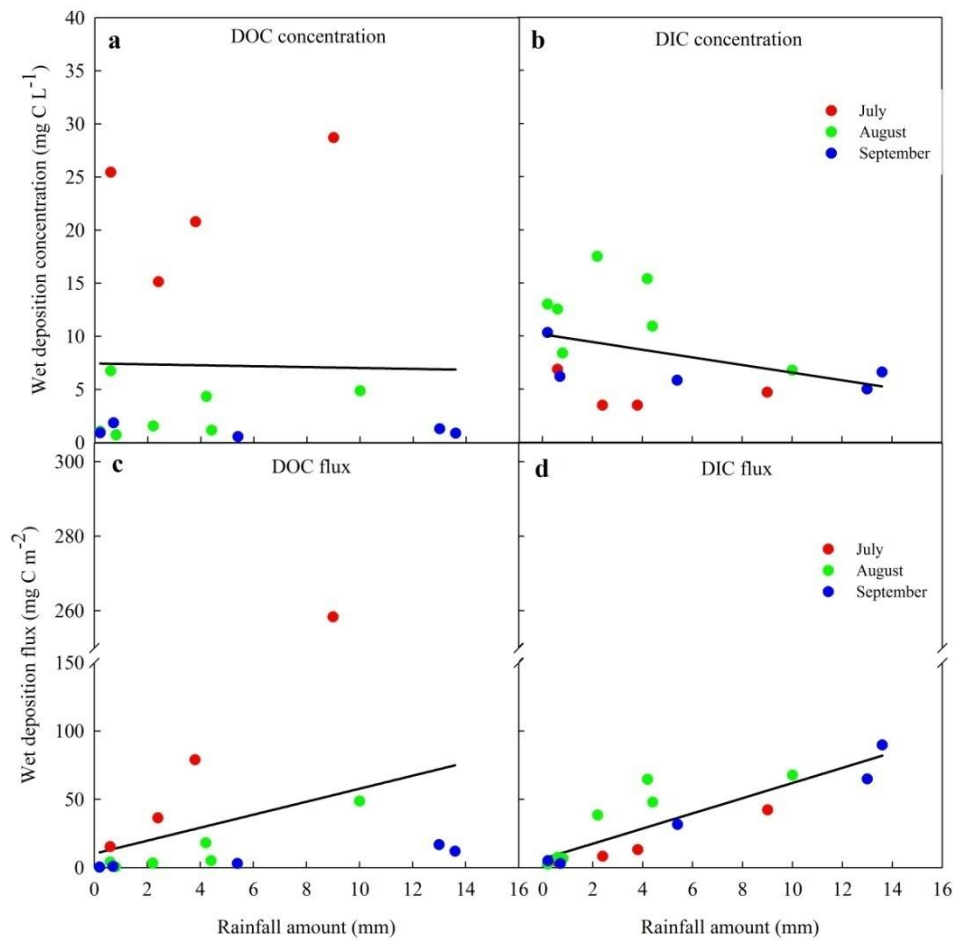 a DOC concentration
b DIC concentration
40
35
30
25
20
15
10
5
0
Wet deposition concentration (mg C L⁻¹)
July
August
September
c DOC flux
d DIC flux
300
280
260
150
100
50
0
Wet deposition flux (mg C m⁻²)
July
August
September
0 2 4 6 8 10 12 14 16
0 2 4 6 8 10 12 14 16
Rainfall amount (mm)
Rainfall amount (mm)